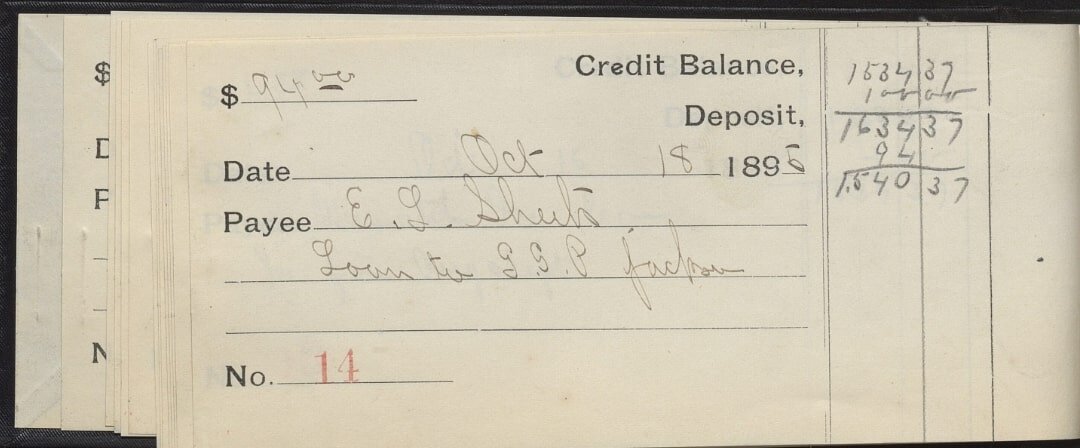 $
D
P
N
$ 94 00
Credit Balance,
1534 37
100 00
Deposit,
1634 37
94
Date Oct 18 1895
1540 37
Payee E. G. Sheets
Loan to G. G. P Jackson
No. 14